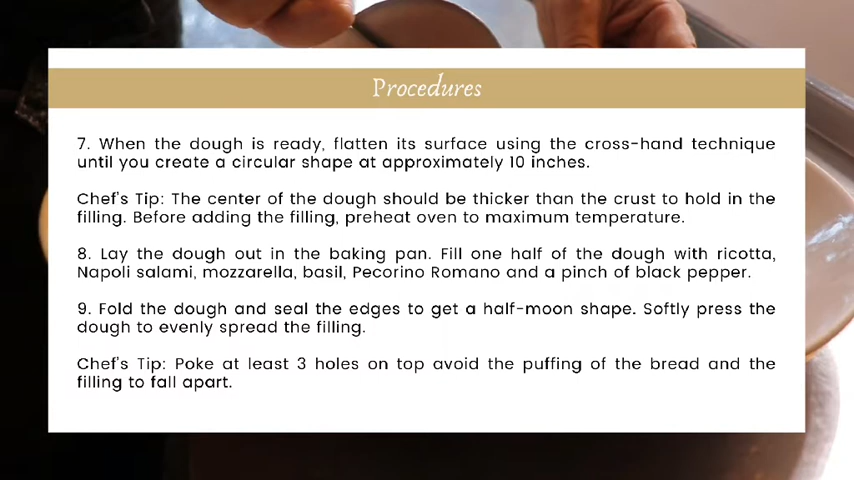 Procedures
7. When the dough is ready, flatten its surface using the cross-hand technique
until you create a circular shape at approximately 10 inches.
Chef's Tip: The center of the dough should be thicker than the crust to hold in the
filling. Before adding the filling, preheat oven to maximum temperature.
8. Lay the dough out in the baking pan. Fill one half of the dough with ricotta,
Napoli salami, mozzarella, basil, Pecorino Romano and a pinch of black pepper.
9. Fold the dough and seal the edges to get a half-moon shape. Softly press the
dough to evenly spread the filling.
Chef's Tip: Poke at least 3 holes on top avoid the puffing of the bread and the
filling to fall apart.